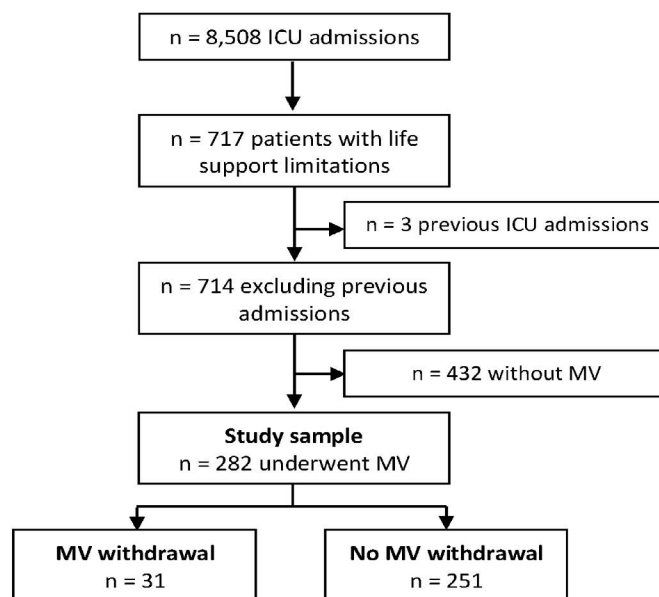 n = 8,508 ICU admissions
n = 717 patients with life
support limitations
n = 3 previous ICU admissions
n = 714 excluding previous
admissions
n = 432 without MV
Study sample
n = 282 underwent MV
MV withdrawal
n = 31
No MV withdrawal
n = 251